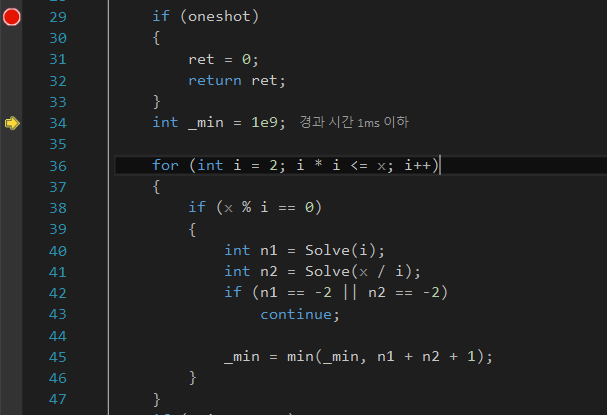 29 if (oneshot)
30 {
31 ret = 0;
32 return ret;
33 }
34 int _min = 1e9; 경과 시간 1ms 이하
35
36 for (int i = 2; i * i <= x; i++)
37 {
38 if (x % i == 0)
39 {
40 int n1 = Solve(i);
41 int n2 = Solve(x / i);
42 if (n1 == -2 || n2 == -2)
43 continue;
44
45 _min = min(_min, n1 + n2 + 1);
46 }
47 }